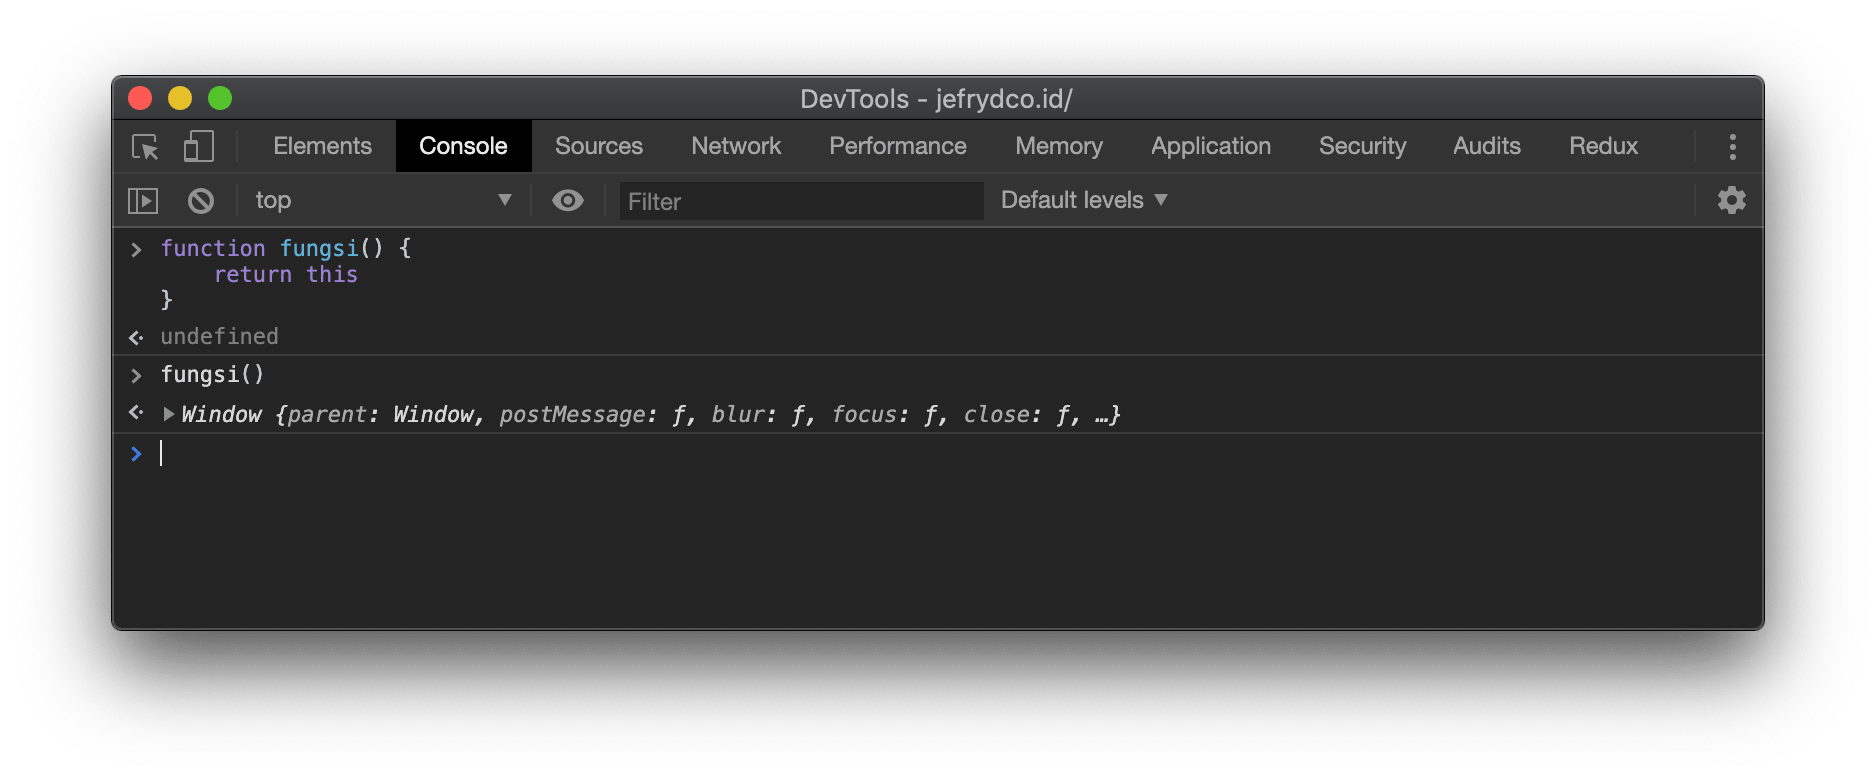 DevTools - jefrydco.id/
Elements Console Sources Network Performance Memory Application Security Audits Redux
top ▼ Filter Default levels ▼
> function fungsi() {
return this
}
undefined
> fungsi()
▶ Window {parent: Window, postMessage: ƒ, blur: ƒ, focus: ƒ, close: ƒ, …}
>